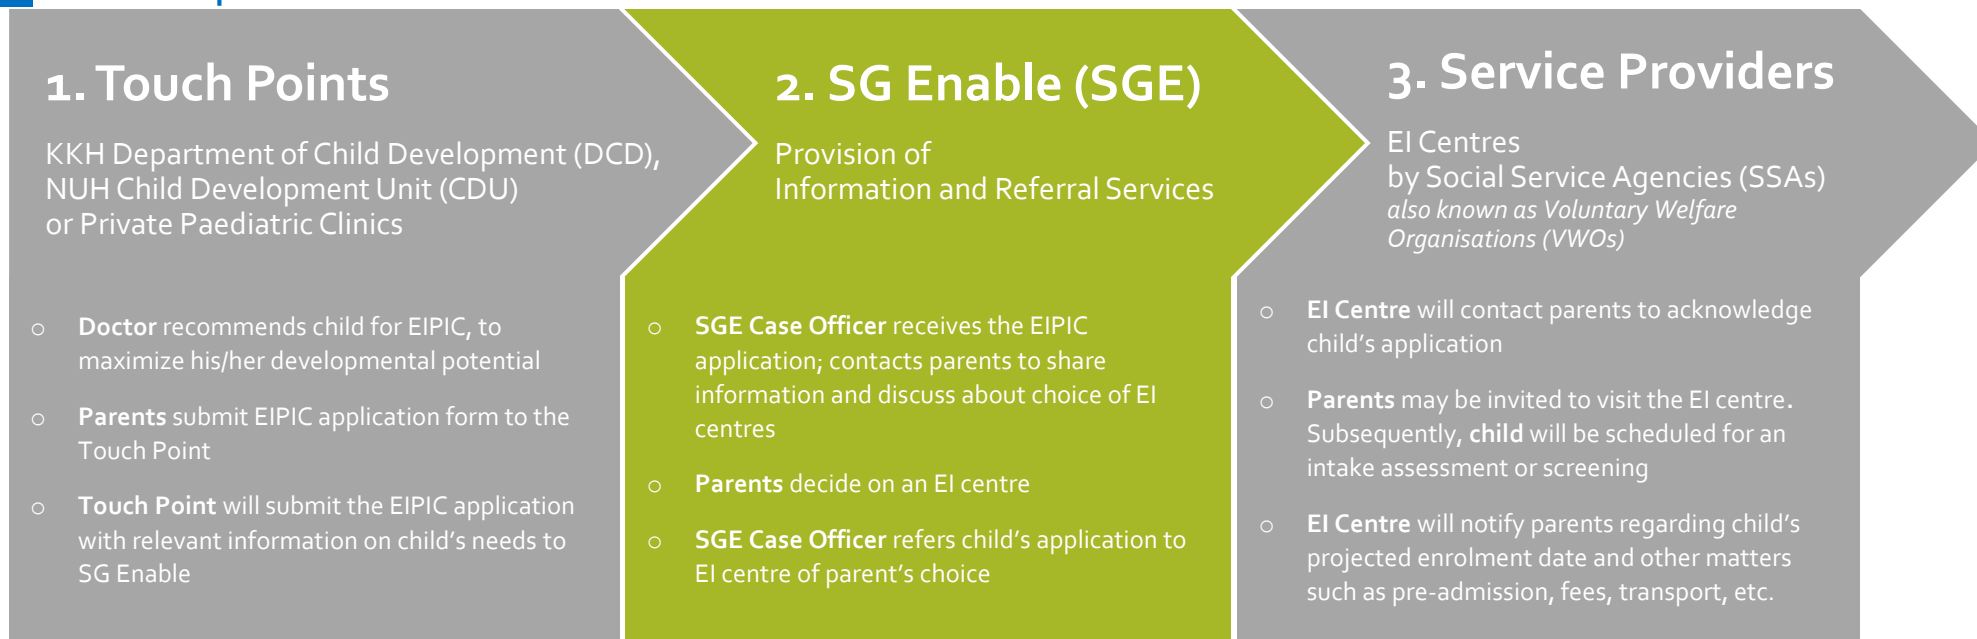 1. Touch Points
KKH Department of Child Development (DCD),
NUH Child Development Unit (CDU)
or Private Paediatric Clinics
o Doctor recommends child for EIPIC, to
maximize his/her developmental potential
o Parents submit EIPIC application form to the
Touch Point
o Touch Point will submit the EIPIC application
with relevant information on child's needs to
SG Enable
2. SG Enable (SGE)
Provision of
Information and Referral Services
o SGE Case Officer receives the EIPIC
application; contacts parents to share
information and discuss about choice of EI
centres
o Parents decide on an EI centre
o SGE Case Officer refers child's application to
EI centre of parent's choice
3. Service Providers
EI Centres
by Social Service Agencies (SSAs)
also known as Voluntary Welfare
Organisations (VWOs)
o EI Centre will contact parents to acknowledge
child's application
o Parents may be invited to visit the EI centre.
Subsequently, child will be scheduled for an
intake assessment or screening
o EI Centre will notify parents regarding child's
projected enrolment date and other matters
such as pre-admission, fees, transport, etc.